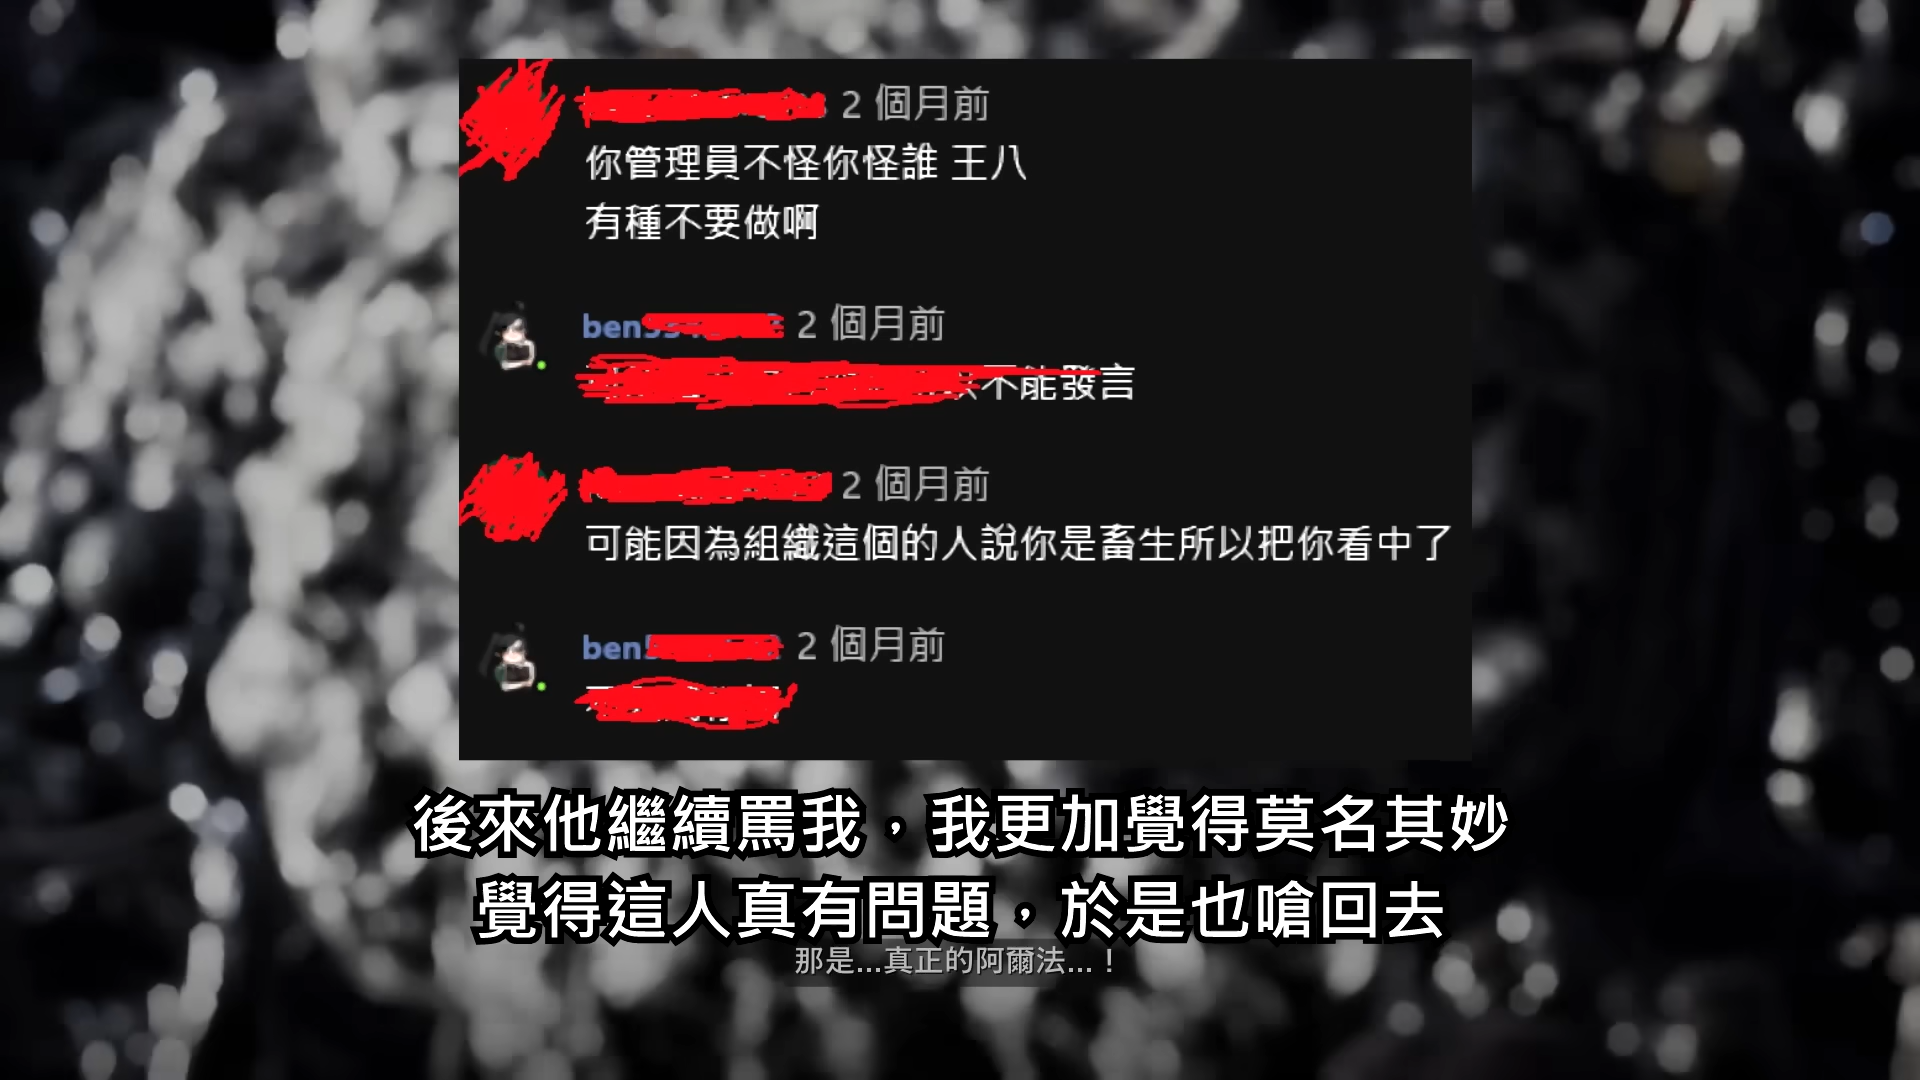 2 個月前
你管理員不怪你怪誰 王八
有種不要做啊
ben 2 個月前
不能發言
2 個月前
可能因為組織這個的人說你是畜生所以把你看中了
ben 2 個月前
後來他繼續罵我，我更加覺得莫名其妙
覺得這人真有問題，於是也嗆回去
那是...真正的阿爾法...！